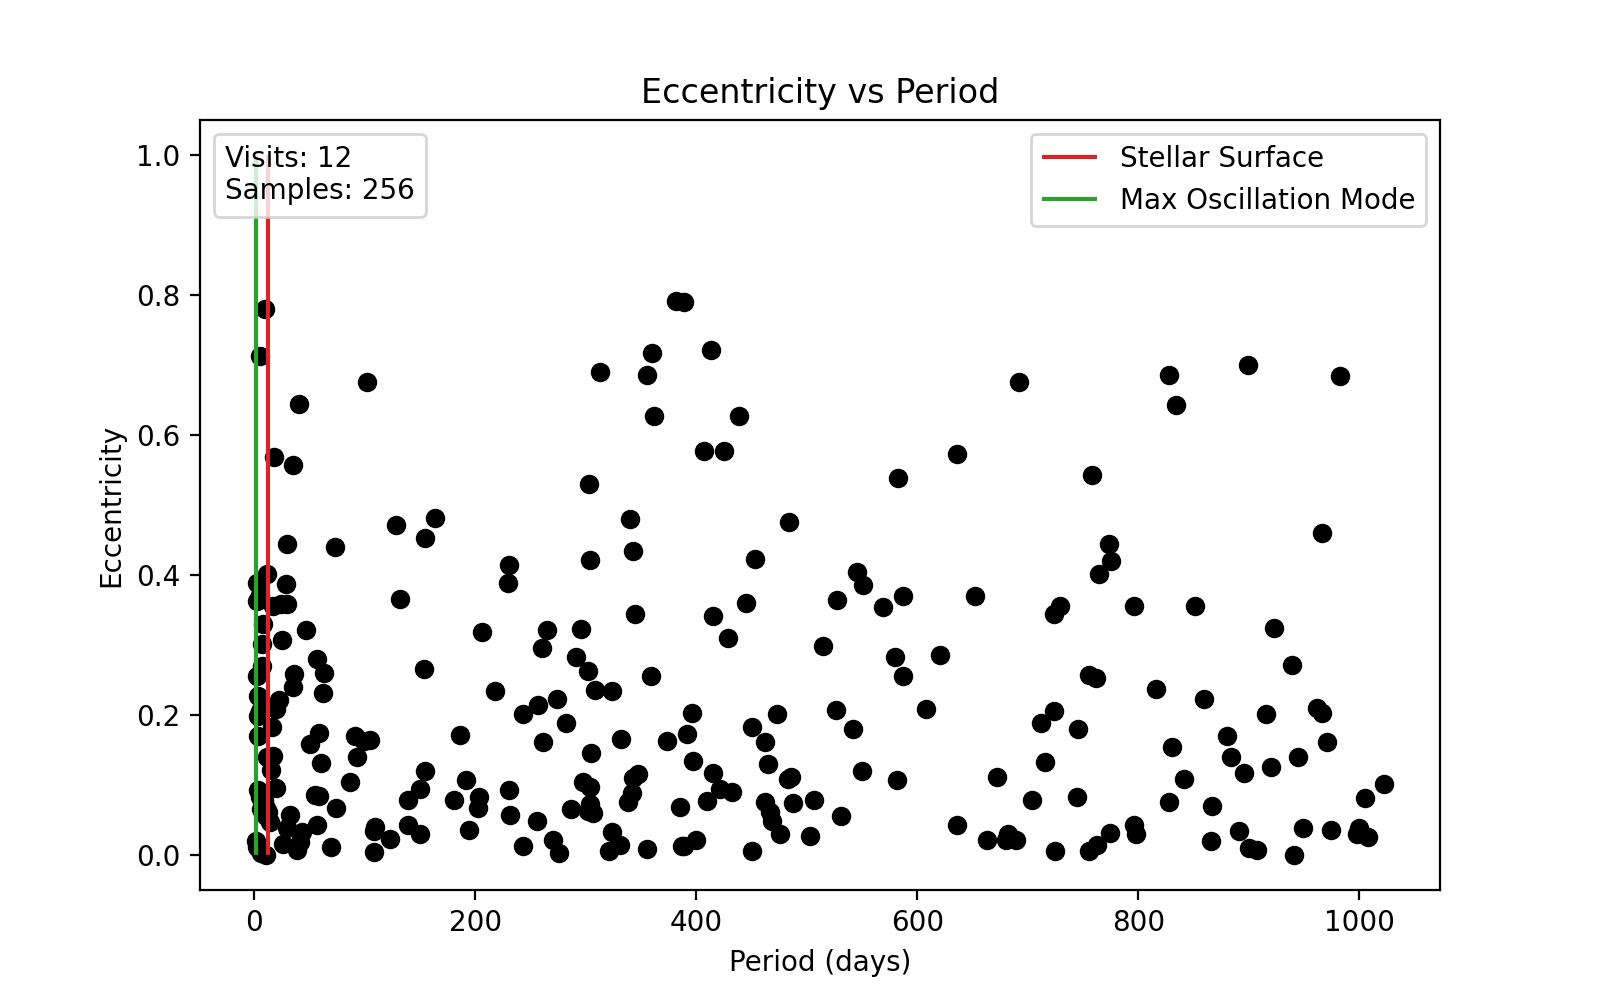 Eccentricity vs Period
Visits: 12
Samples: 256
Stellar Surface
Max Oscillation Mode
1.0
0.8
0.6
0.4
0.2
0.0
Eccentricity
0
200
400
600
800
1000
Period (days)